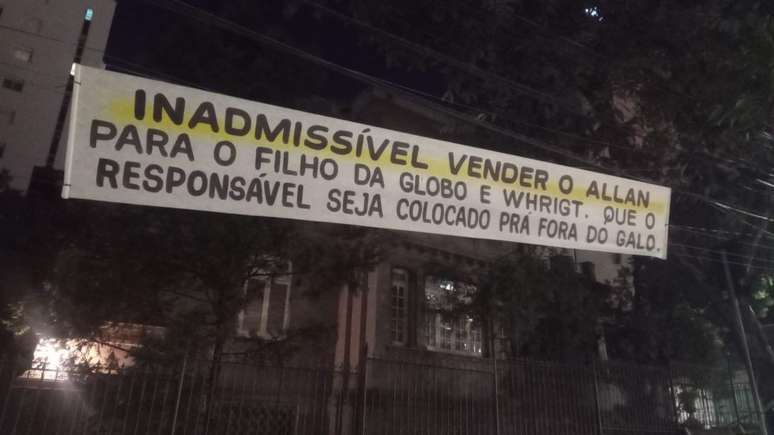 INADMISSÍVEL VENDER O ALLAN
PARA O FILHO DA GLOBO E WHRIGT. QUE O
RESPONSÁVEL SEJA COLOCADO PRÁ FORA DO GALO.